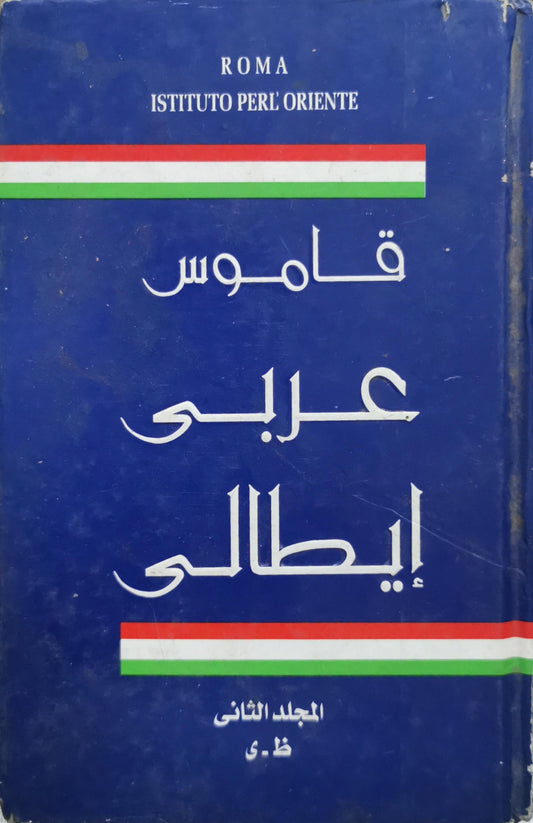 ROMA
ISTITUTO PERL' ORIENTE
قاموس
عربى
إيطالى
المجلد الثانى
ظ - ى